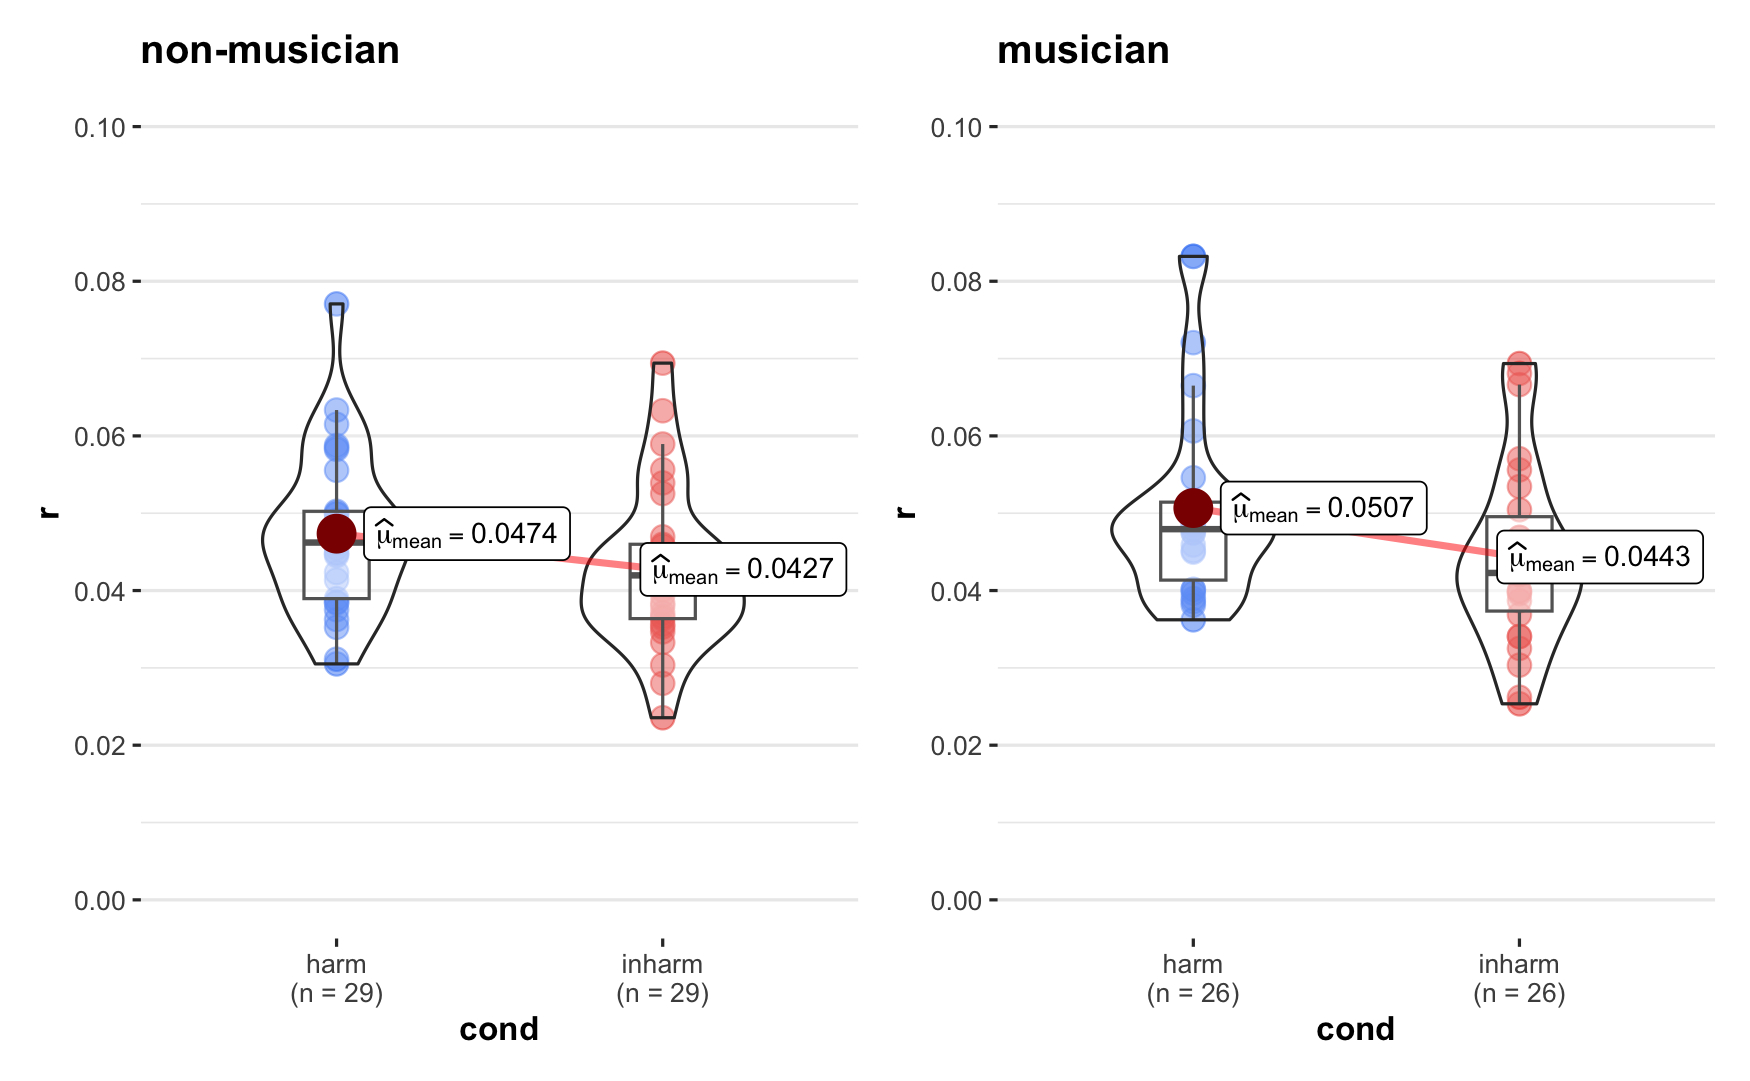 non-musician
0.10
0.08
0.06
0.04
0.02
0.00
r
μ̂mean = 0.0474
μ̂mean = 0.0427
harm
(n = 29)
inharm
(n = 29)
cond
musician
0.10
0.08
0.06
0.04
0.02
0.00
r
μ̂mean = 0.0507
μ̂mean = 0.0443
harm
(n = 26)
inharm
(n = 26)
cond